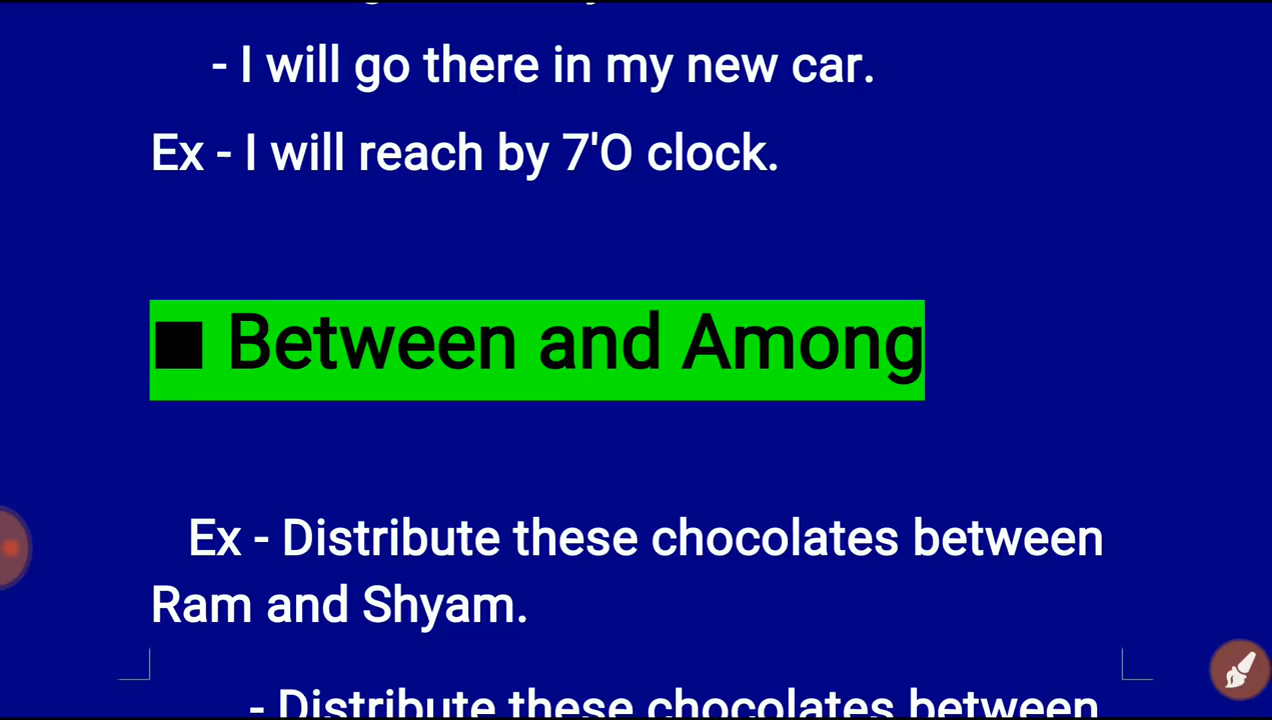 - I will go there in my new car.
Ex - I will reach by 7'O clock.
■ Between and Among
Ex - Distribute these chocolates between
Ram and Shyam.
- Distribute these chocolates between